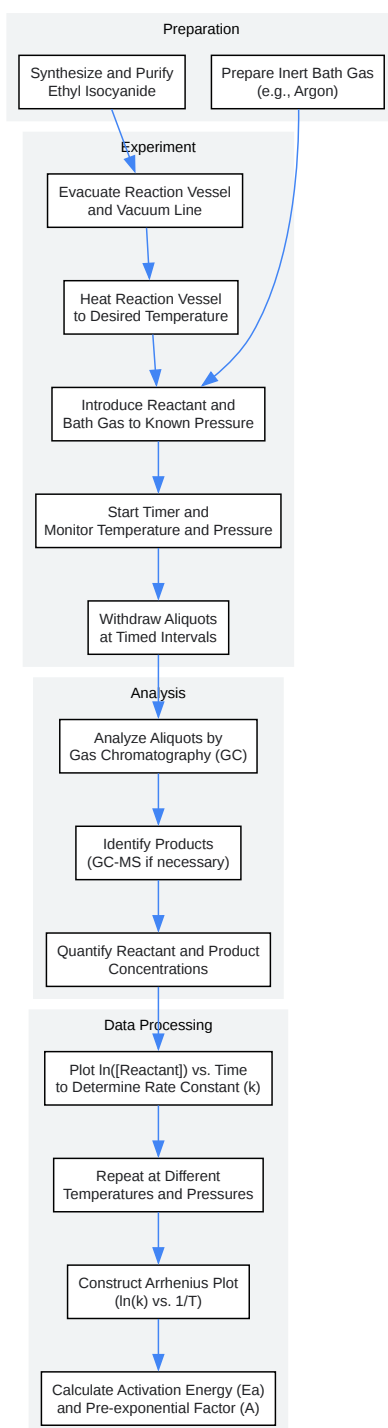 Preparation
Synthesize and Purify
Ethyl Isocyanide
Prepare Inert Bath Gas
(e.g., Argon)
Experiment
Evacuate Reaction Vessel
and Vacuum Line
Heat Reaction Vessel
to Desired Temperature
Introduce Reactant and
Bath Gas to Known Pressure
Start Timer and
Monitor Temperature and Pressure
Withdraw Aliquots
at Timed Intervals
Analysis
Analyze Aliquots by
Gas Chromatography (GC)
Identify Products
(GC-MS if necessary)
Quantify Reactant and Product
Concentrations
Data Processing
Plot ln([Reactant]) vs. Time
to Determine Rate Constant (k)
Repeat at Different
Temperatures and Pressures
Construct Arrhenius Plot
(ln(k) vs. 1/T)
Calculate Activation Energy (Ea)
and Pre-exponential Factor (A)